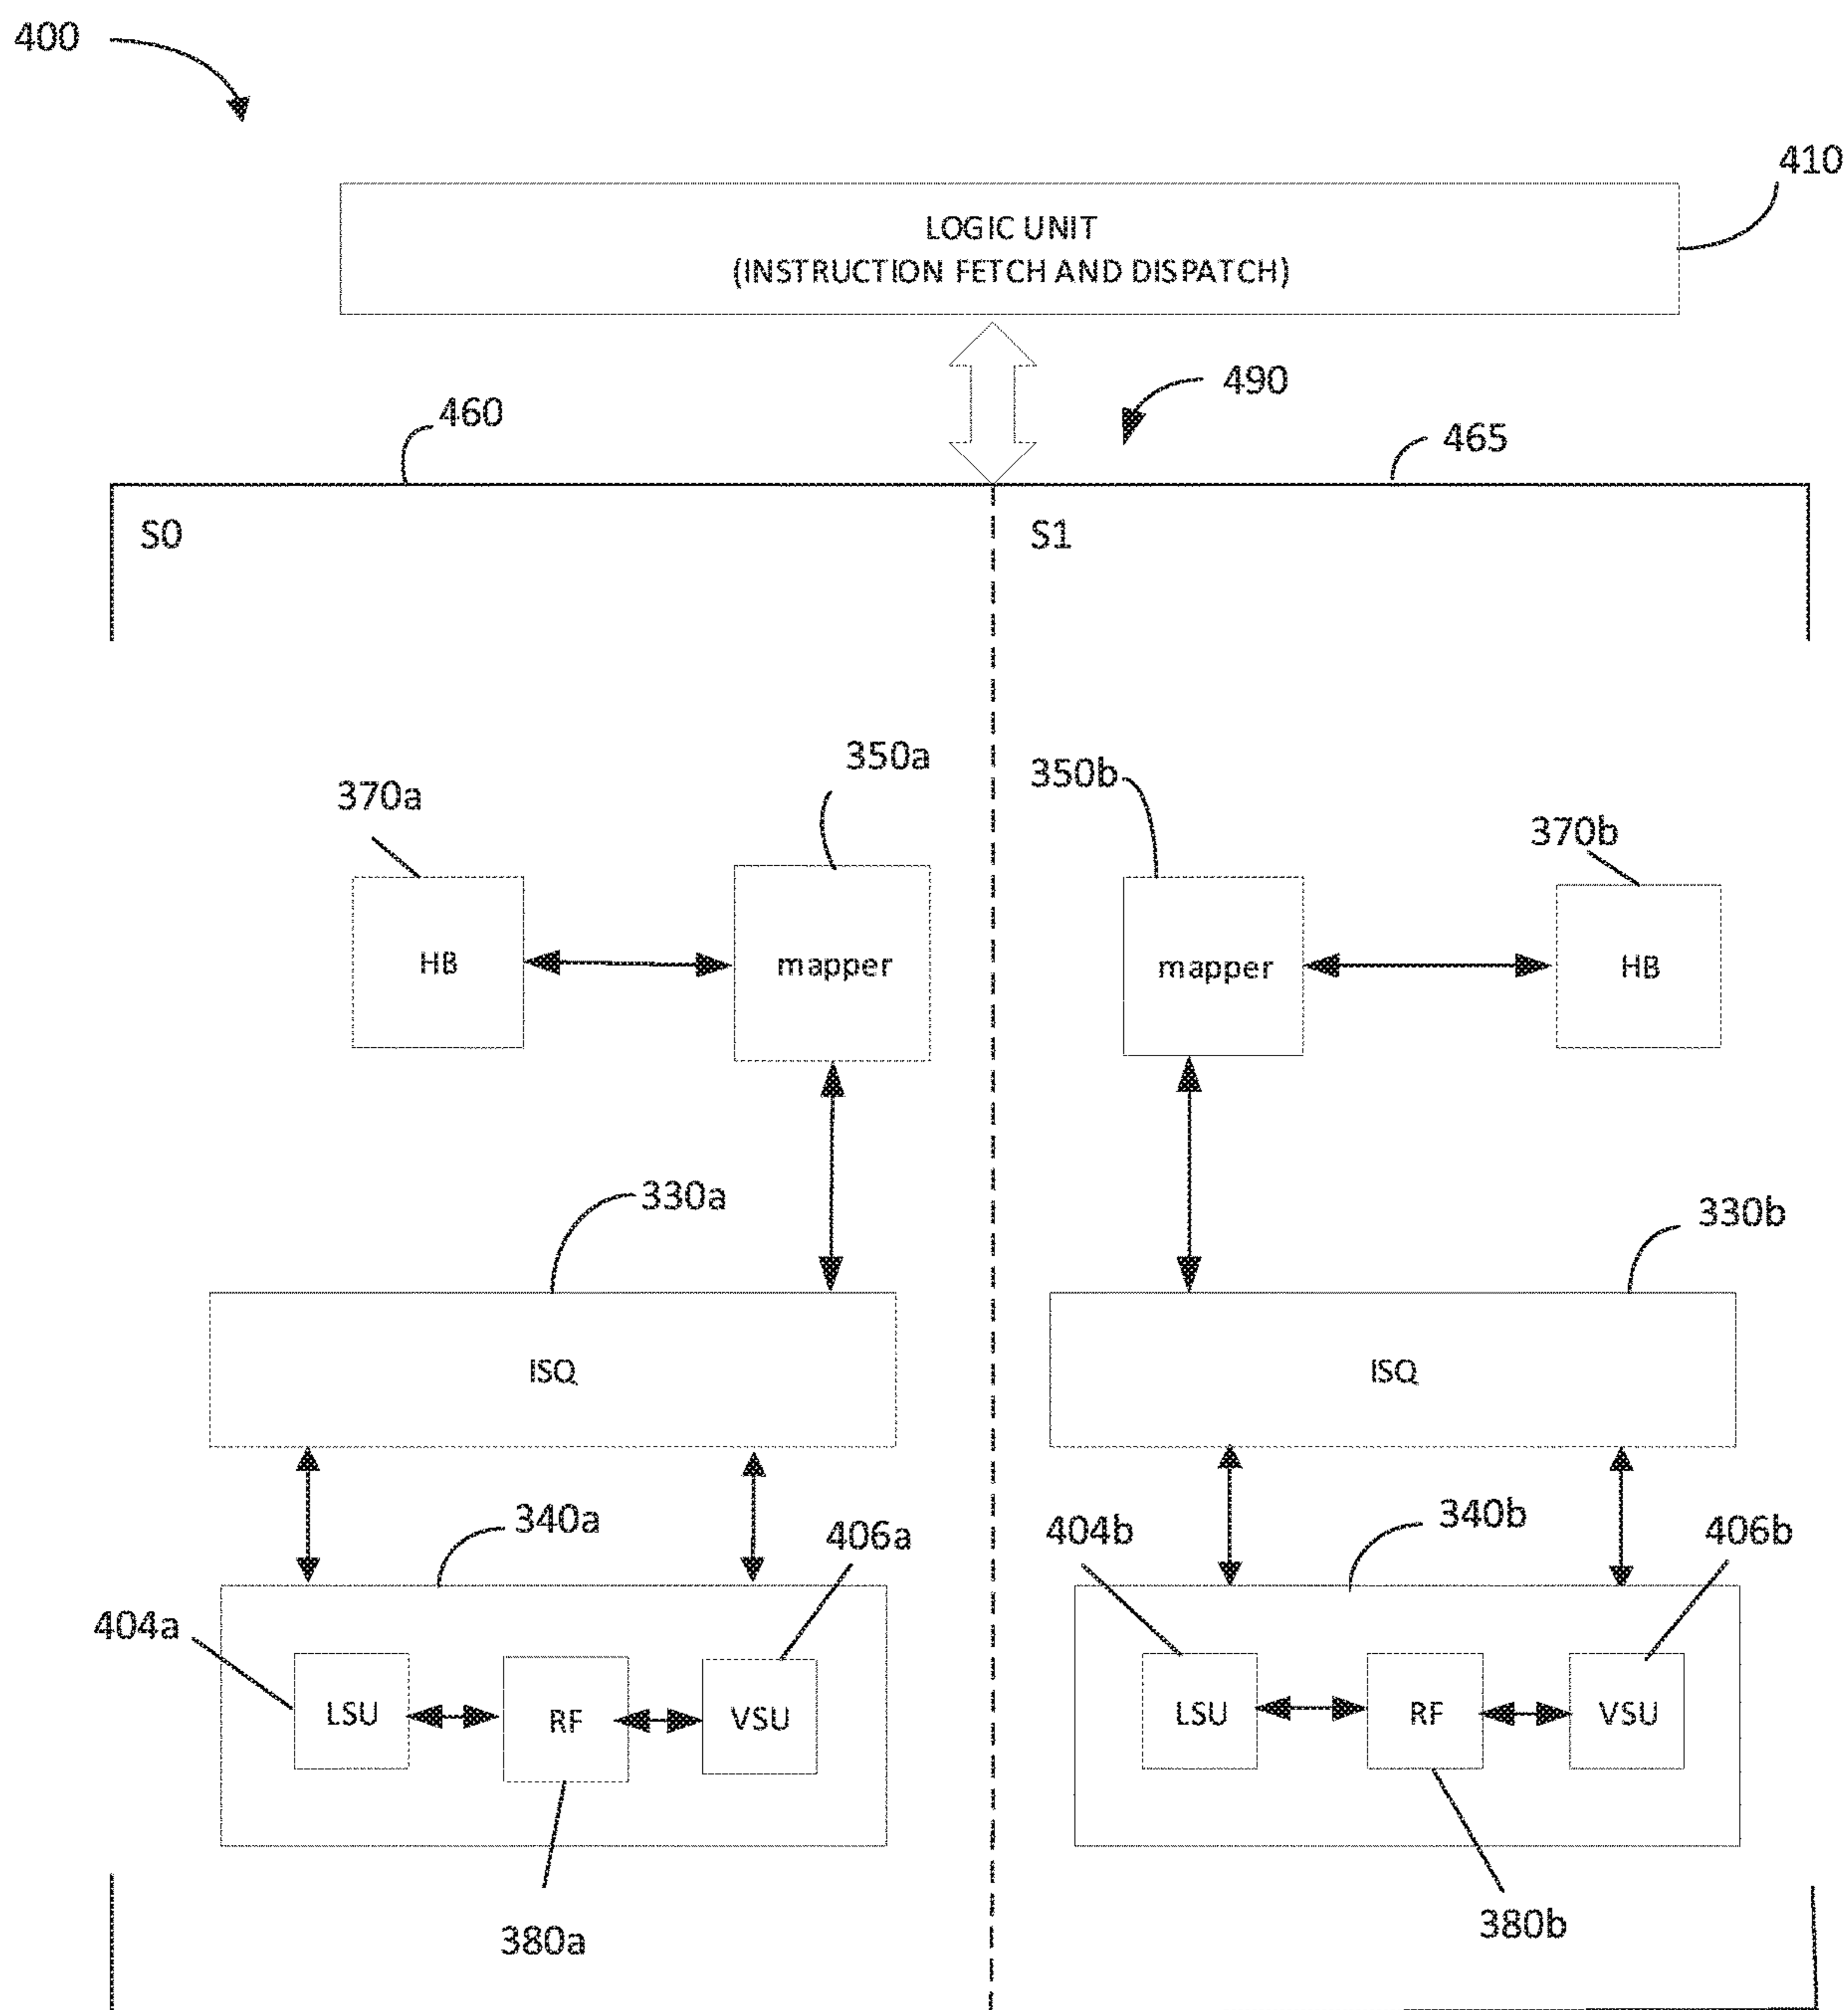 400
410
LOGIC UNIT
(INSTRUCTION FETCH AND DISPATCH)
490
460
465
S0
S1
350a
350b
370a
370b
HB
mapper
mapper
HB
330a
330b
ISQ
ISQ
340a
340b
406a
404b
406b
404a
LSU
RF
VSU
LSU
RF
VSU
380a
380b